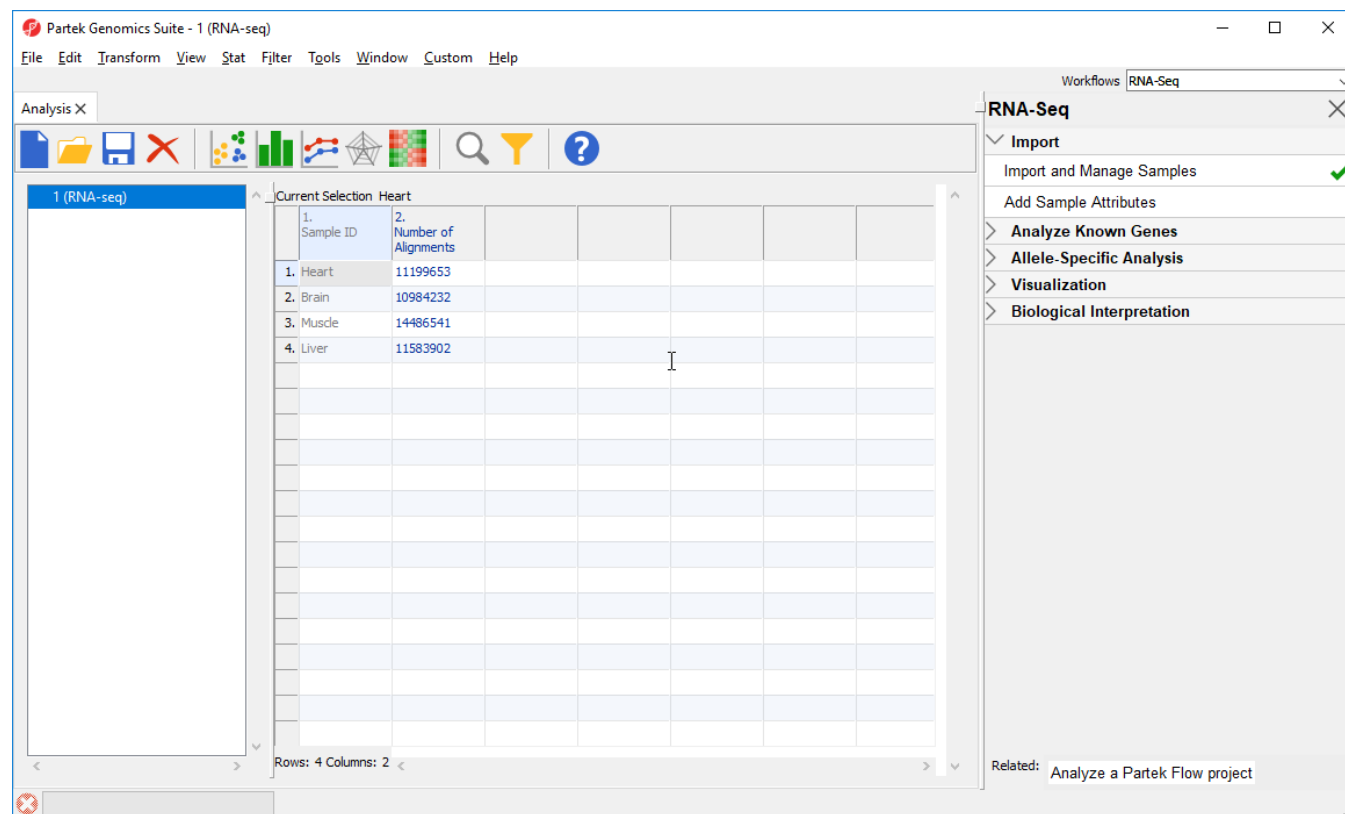 Partek Genomics Suite - 1 (RNA-seq)
File Edit Transform View Stat Filter Tools Window Custom Help
Workflows RNA-Seq
Analysis
RNA-Seq
Import
Import and Manage Samples
Add Sample Attributes
Analyze Known Genes
Allele-Specific Analysis
Visualization
Biological Interpretation
1 (RNA-seq)
Current Selection Heart
1. Sample ID 2. Number of Alignments
1. Heart 11199653
2. Brain 10984232
3. Muscle 14486541
4. Liver 11583902
Rows: 4 Columns: 2
Related: Analyze a Partek Flow project